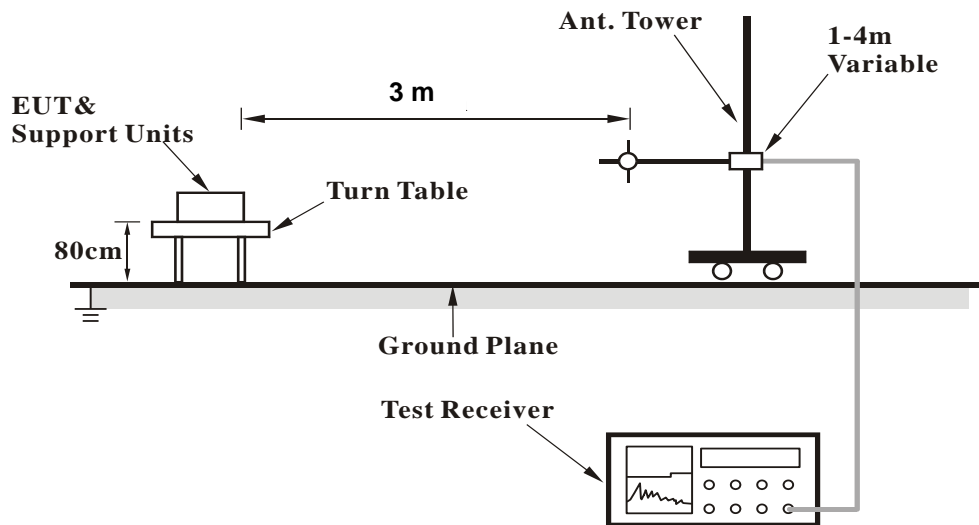 Ant. Tower
1-4m
Variable
3 m
EUT&
Support Units
Turn Table
80cm
Ground Plane
Test Receiver